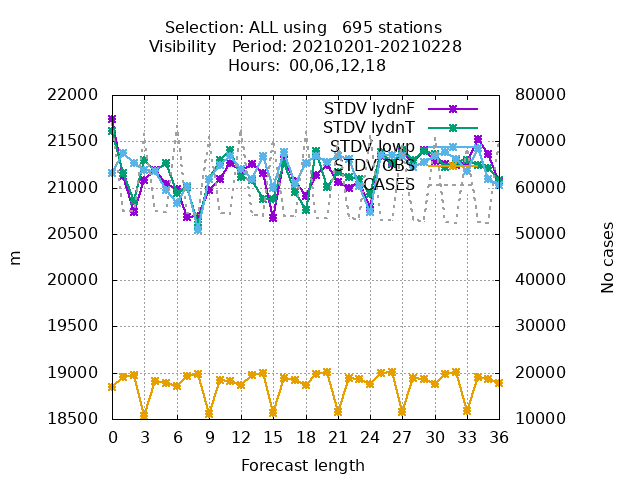 Selection: ALL using   695 stations
Visibility   Period: 20210201-20210228
Hours:  00,06,12,18
22000
21500
21000
20500
20000
19500
19000
18500
80000
70000
60000
50000
40000
30000
20000
10000
STDV lydnF
STDV lydnT
STDV lowp
STDV OBS
CASES
m
No cases
0 3 6 9 12 15 18 21 24 27 30 33 36
Forecast length